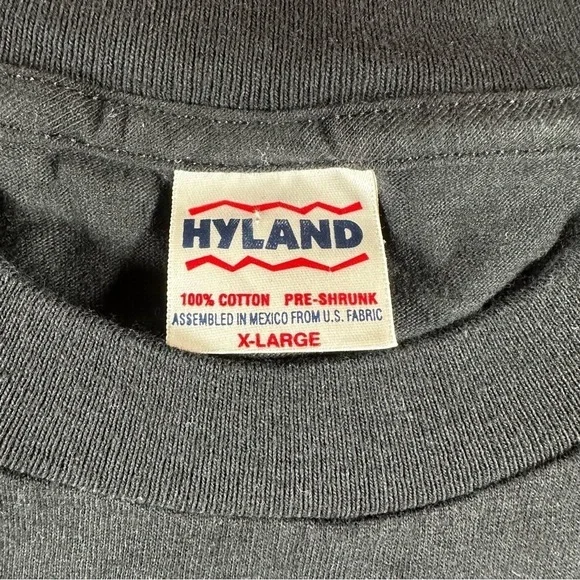 HYLAND
100% COTTON PRE-SHRUNK
ASSEMBLED IN MEXICO FROM U.S. FABRIC
X-LARGE